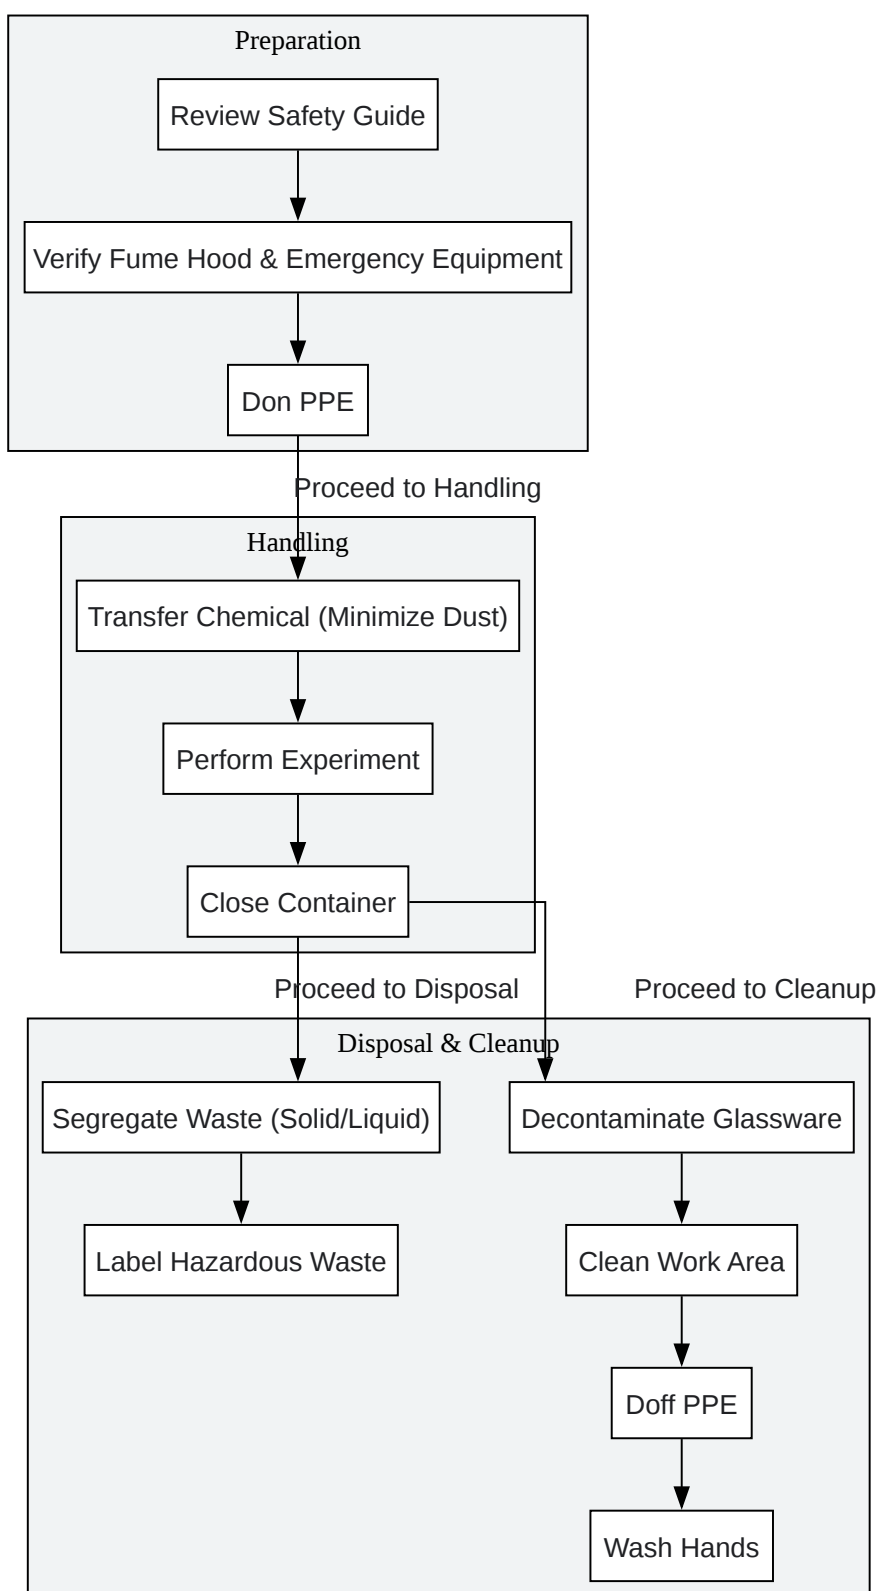 Preparation
Review Safety Guide
Verify Fume Hood & Emergency Equipment
Don PPE
Proceed to Handling
Handling
Transfer Chemical (Minimize Dust)
Perform Experiment
Close Container
Proceed to Disposal
Proceed to Cleanup
Disposal & Cleanup
Segregate Waste (Solid/Liquid)
Decontaminate Glassware
Label Hazardous Waste
Clean Work Area
Doff PPE
Wash Hands